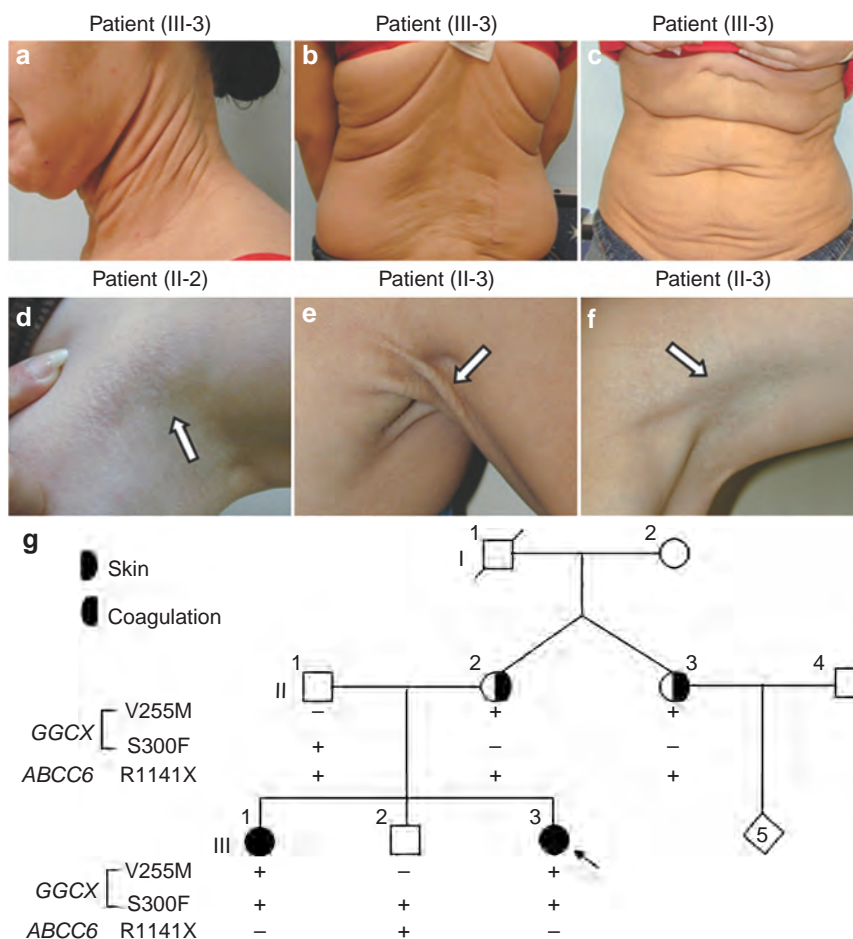 Patient (III-3) Patient (III-3) Patient (III-3)
a b c
Patient (II-2) Patient (II-3) Patient (II-3)
d e f
g
Skin
Coagulation
1 2
I
1 2 3 4
II
V255M – + +
GGCX
S300F + – –
ABCC6 R1141X + + +
1 2 3
III 5
V255M + – +
GGCX
S300F + + +
ABCC6 R1141X – + –